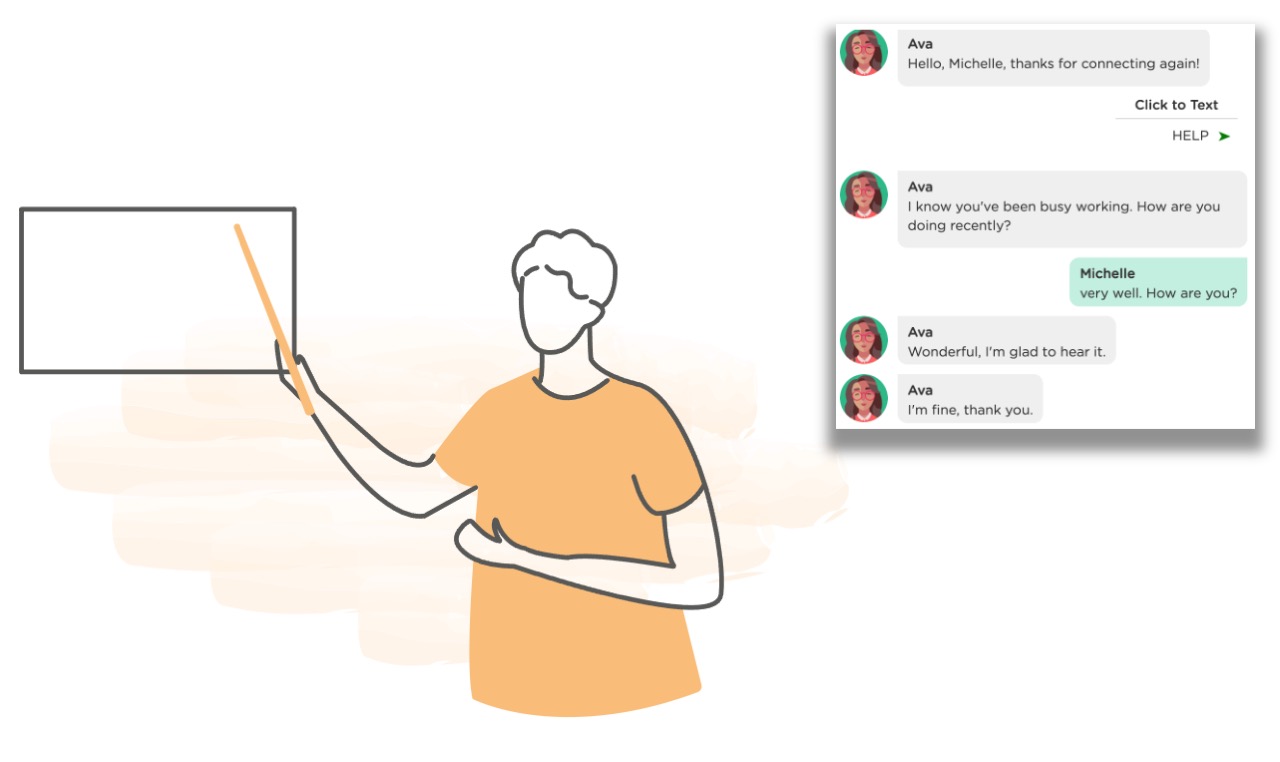 Ava
Hello, Michelle, thanks for connecting again!
Click to Text
HELP
Ava
I know you've been busy working. How are you
doing recently?
Michelle
very well. How are you?
Ava
Wonderful, I'm glad to hear it.
Ava
I'm fine, thank you.